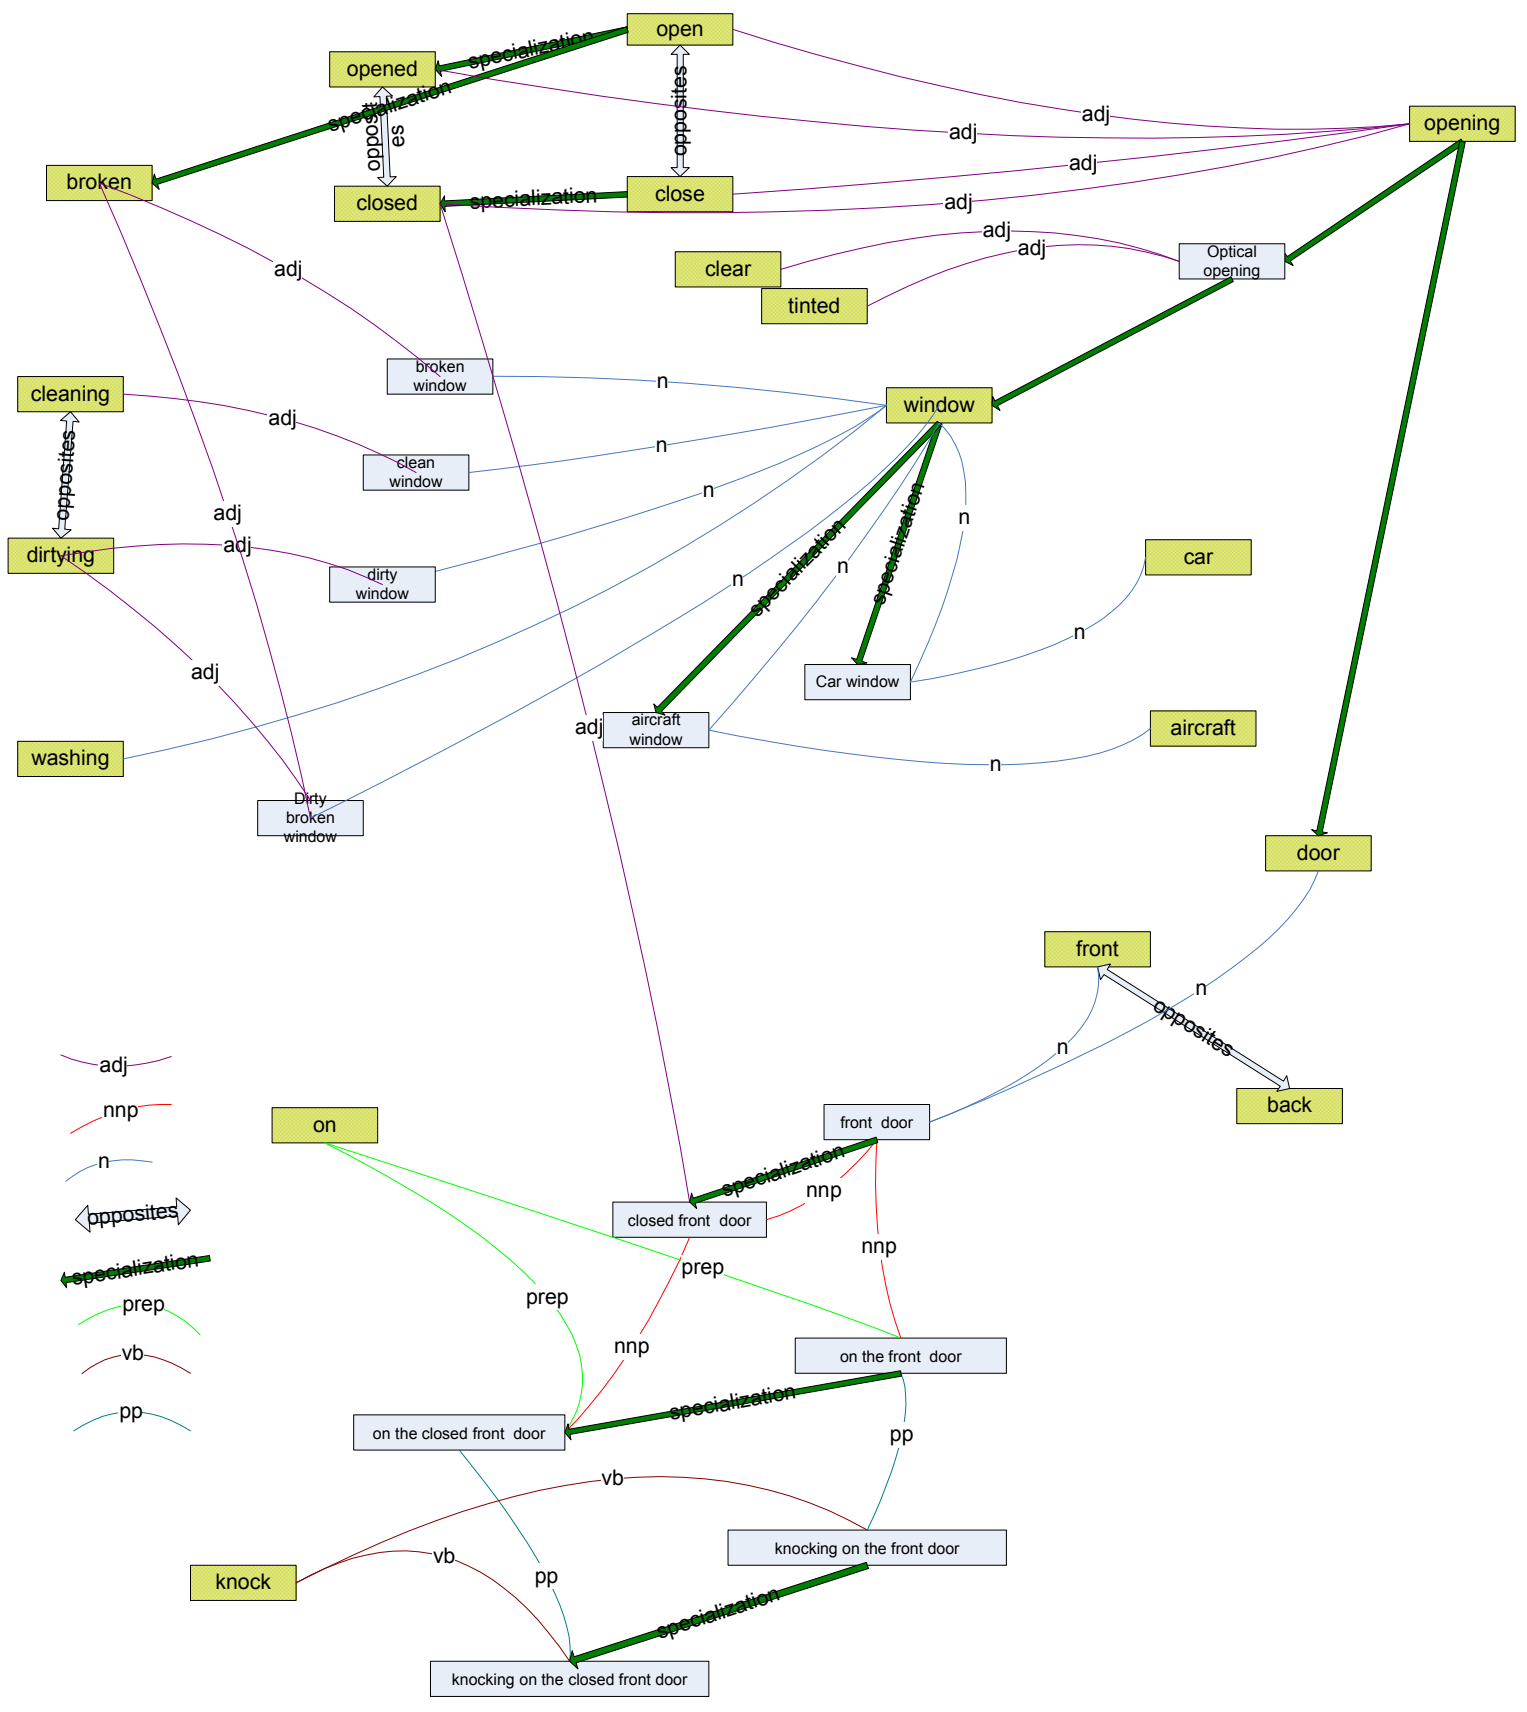 open
specialization
opened
specialization
opposites
opposit
es
adj
adj
opening
adj
broken
closed
specialization
close
adj
adj
adj
adj
clear
Optical
opening
tinted
broken
window
n
cleaning
adj
window
n
clean
window
opposites
n
adj
n
specialization
specialization
dirtying
adj
dirty
window
n
n
car
n
adj
Car window
adj
aircraft
window
aircraft
washing
n
Dirty
broken
window
door
front
n
opposites
n
adj
back
nnp
on
front  door
n
specialization
nnp
opposites
closed front  door
nnp
specialization
prep
prep
prep
nnp
vb
on the front  door
specialization
pp
on the closed front  door
pp
vb
knocking on the front door
vb
knock
pp
specialization
knocking on the closed front door